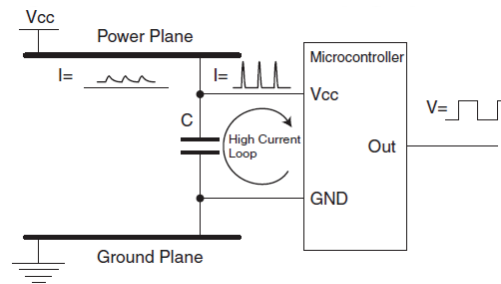 Vcc
Power Plane
Microcontroller
I=
I=
Vcc
V=
C
High Current
Loop
Out
GND
Ground Plane